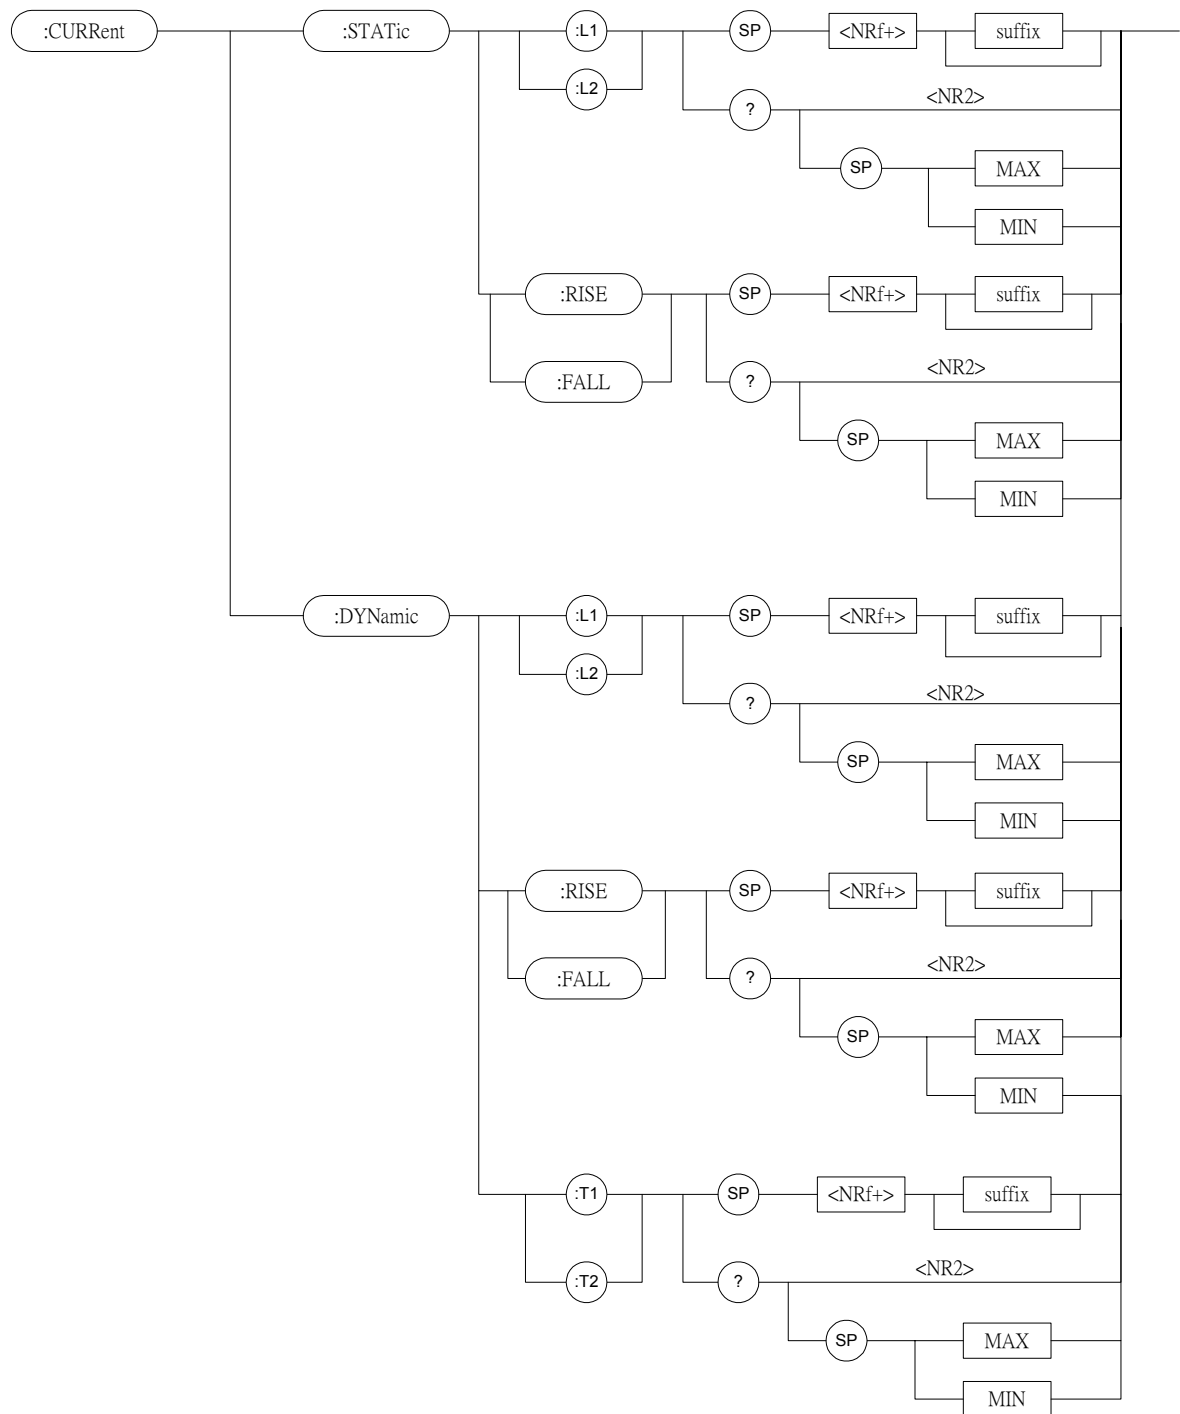 :CURRent :STATic :L1 SP <NRf+> suffix
:L2
? <NR2>
SP MAX
MIN
:RISE SP <NRf+> suffix
:FALL ? <NR2>
SP MAX
MIN
:DYNamic :L1 SP <NRf+> suffix
:L2
? <NR2>
SP MAX
MIN
:RISE SP <NRf+> suffix
:FALL ? <NR2>
SP MAX
MIN
:T1 SP <NRf+> suffix
:T2 ? <NR2>
SP MAX
MIN